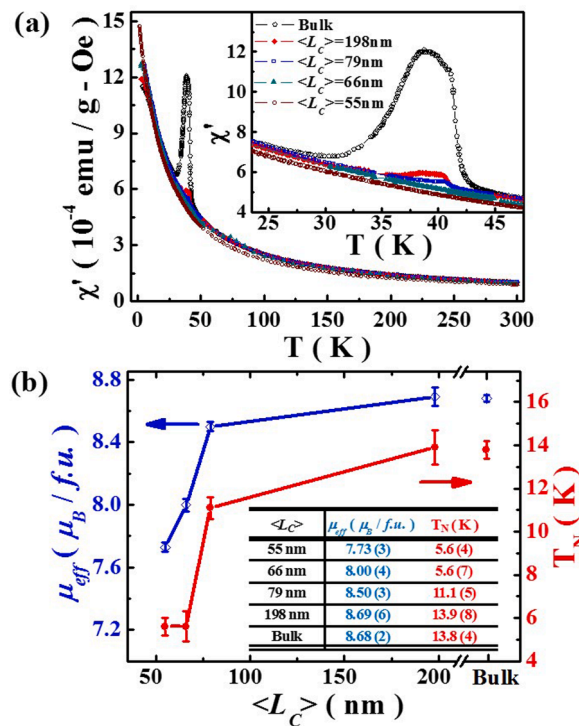 (a)
Bulk
<L_C>=198nm
<L_C>=79nm
<L_C>=66nm
<L_C>=55nm
χ'
12
10
8
6
4
25 30 35 40 45
T ( K )
χ' ( 10⁻⁴ emu / g - Oe )
15
12
9
6
3
0
0 50 100 150 200 250 300
T ( K )
(b)
μ_eff ( μ_B / f.u. )
8.8
8.4
8.0
7.6
7.2
T_N ( K )
16
14
12
10
8
6
4
<L_C> μ_eff ( μ_B / f.u. ) T_N (K)
55 nm 7.73 (3) 5.6 (4)
66 nm 8.00 (4) 5.6 (7)
79 nm 8.50 (3) 11.1 (5)
198 nm 8.69 (6) 13.9 (8)
Bulk 8.68 (2) 13.8 (4)
50 100 150 200 Bulk
<L_C> ( nm )